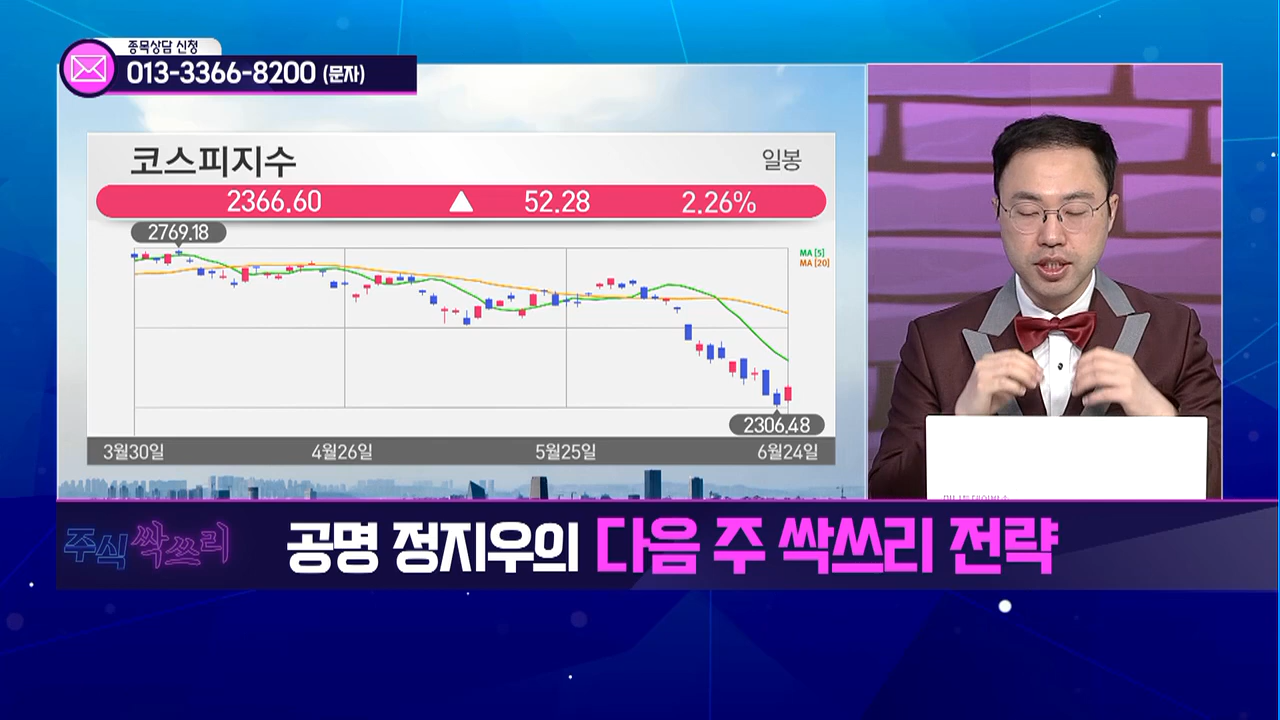 종목상담 신청
013-3366-8200 (문자)
코스피지수
일봉
2366.60 ▲ 52.28 2.26%
2769.18
MA [5]
MA [20]
2306.48
3월30일 4월26일 5월25일 6월24일
주식 싹쓰리
공명 정지우의 다음 주 싹쓰리 전략